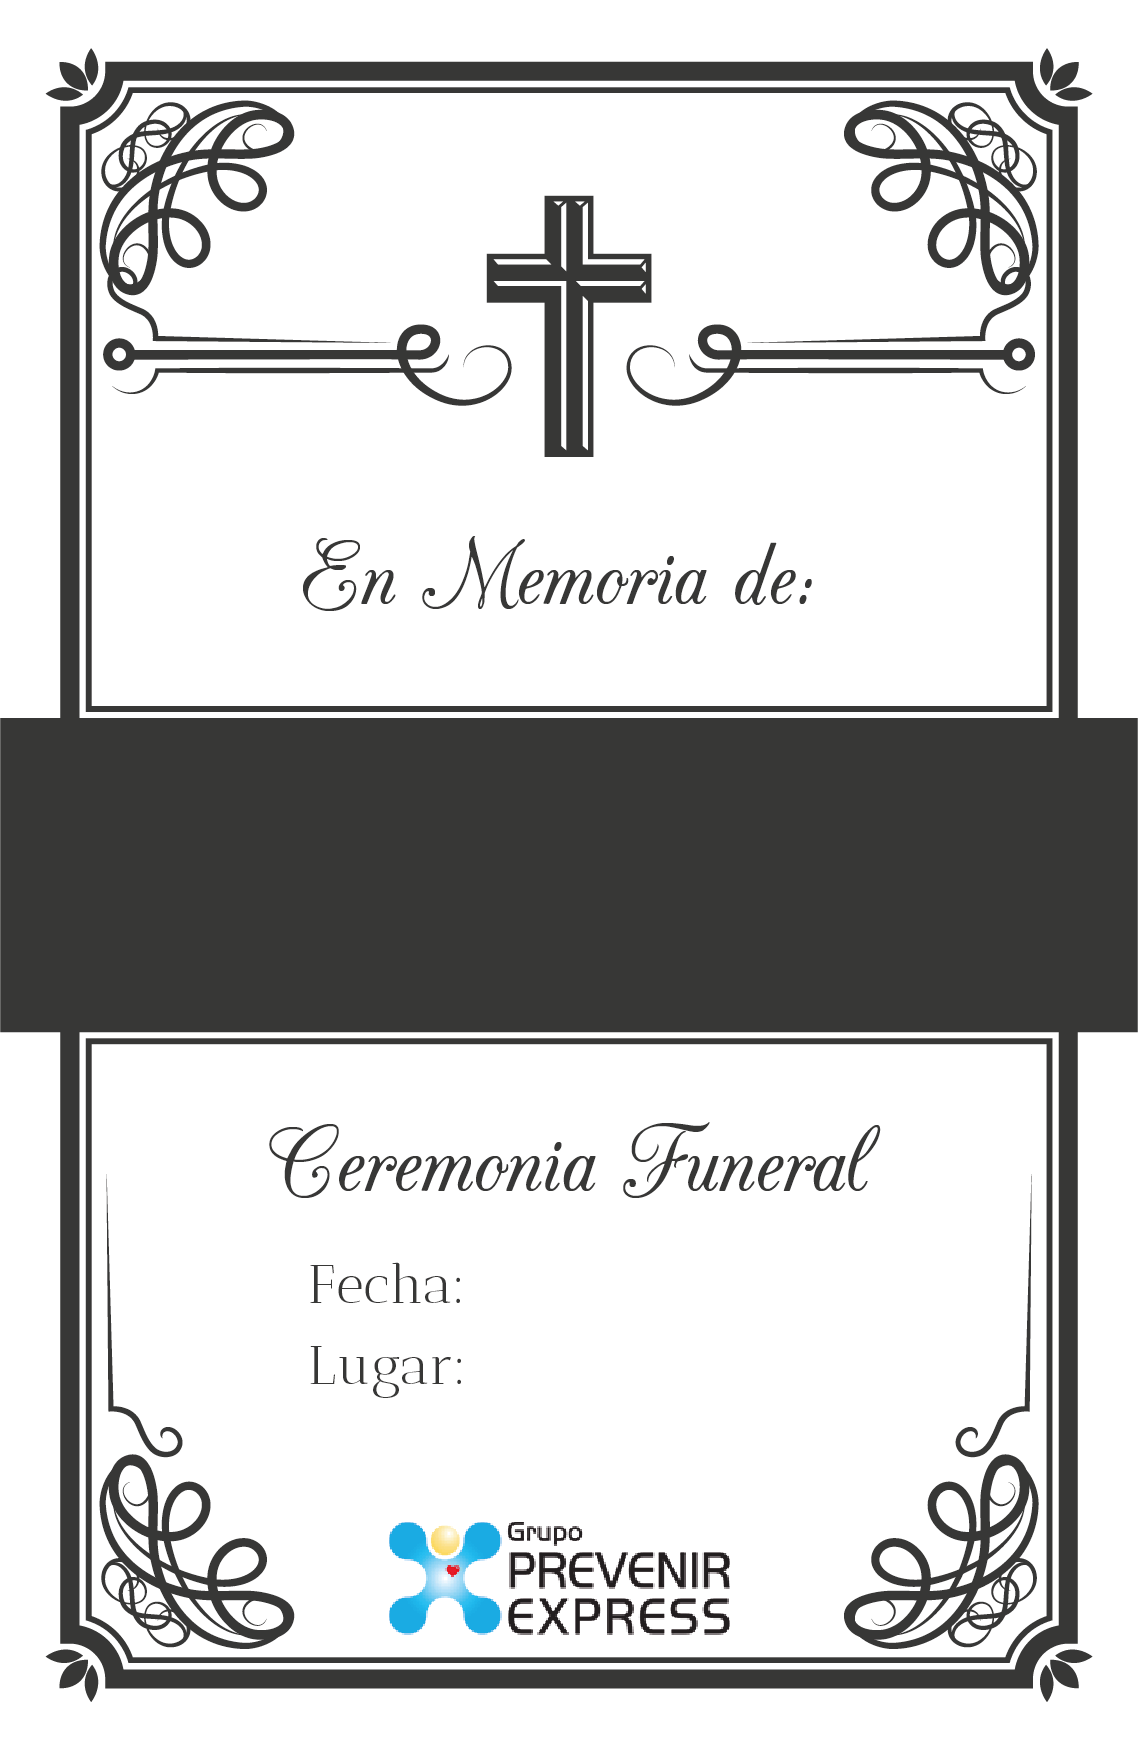 En Memoria de:
Ceremonia Funeral
Fecha:
Lugar:
Grupo
PREVENIR
EXPRESS